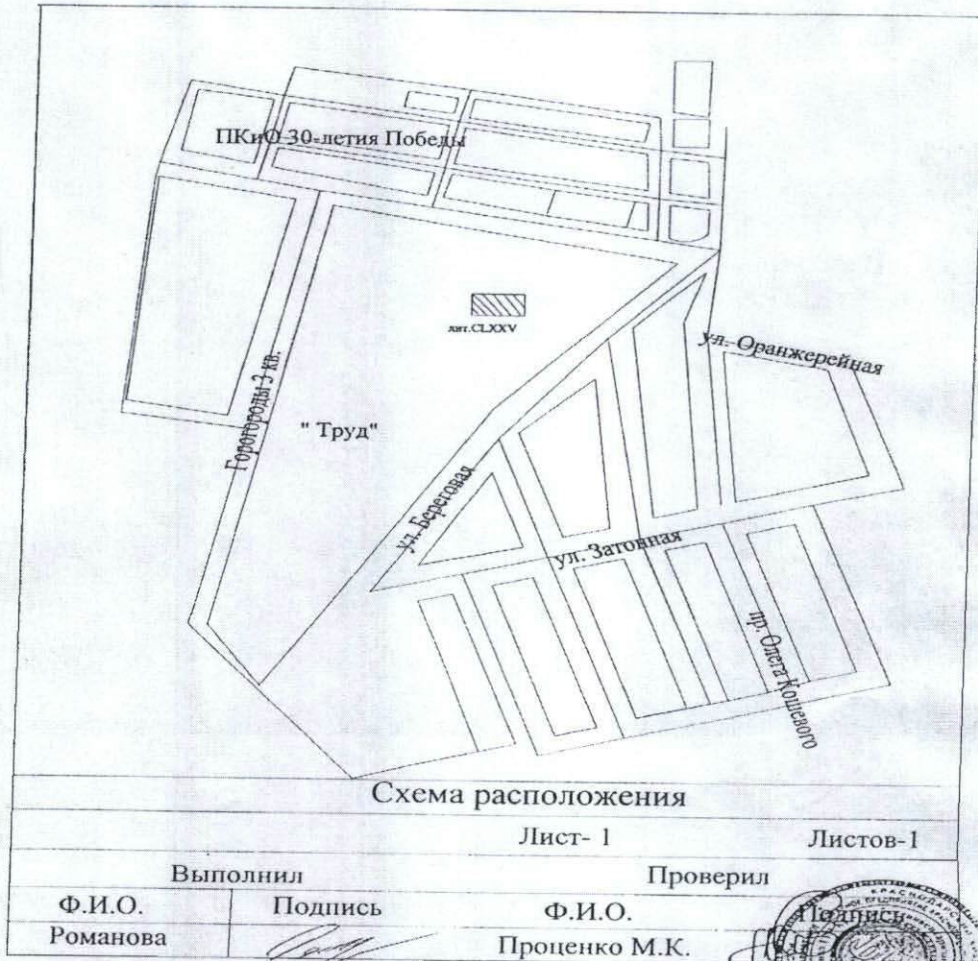 ПКиО 30-летия Победы
лит.CLXXV
ул. Оранжерейная
Горогороды 3 кв.
" Труд"
ул. Береговая
ул. Затонная
пр. Олега Кошевого
Схема расположения
Лист- 1 Листов-1
Выполнил Проверил
Ф.И.О. Подпись Ф.И.О. Подпись
Романова Проценко М.К.